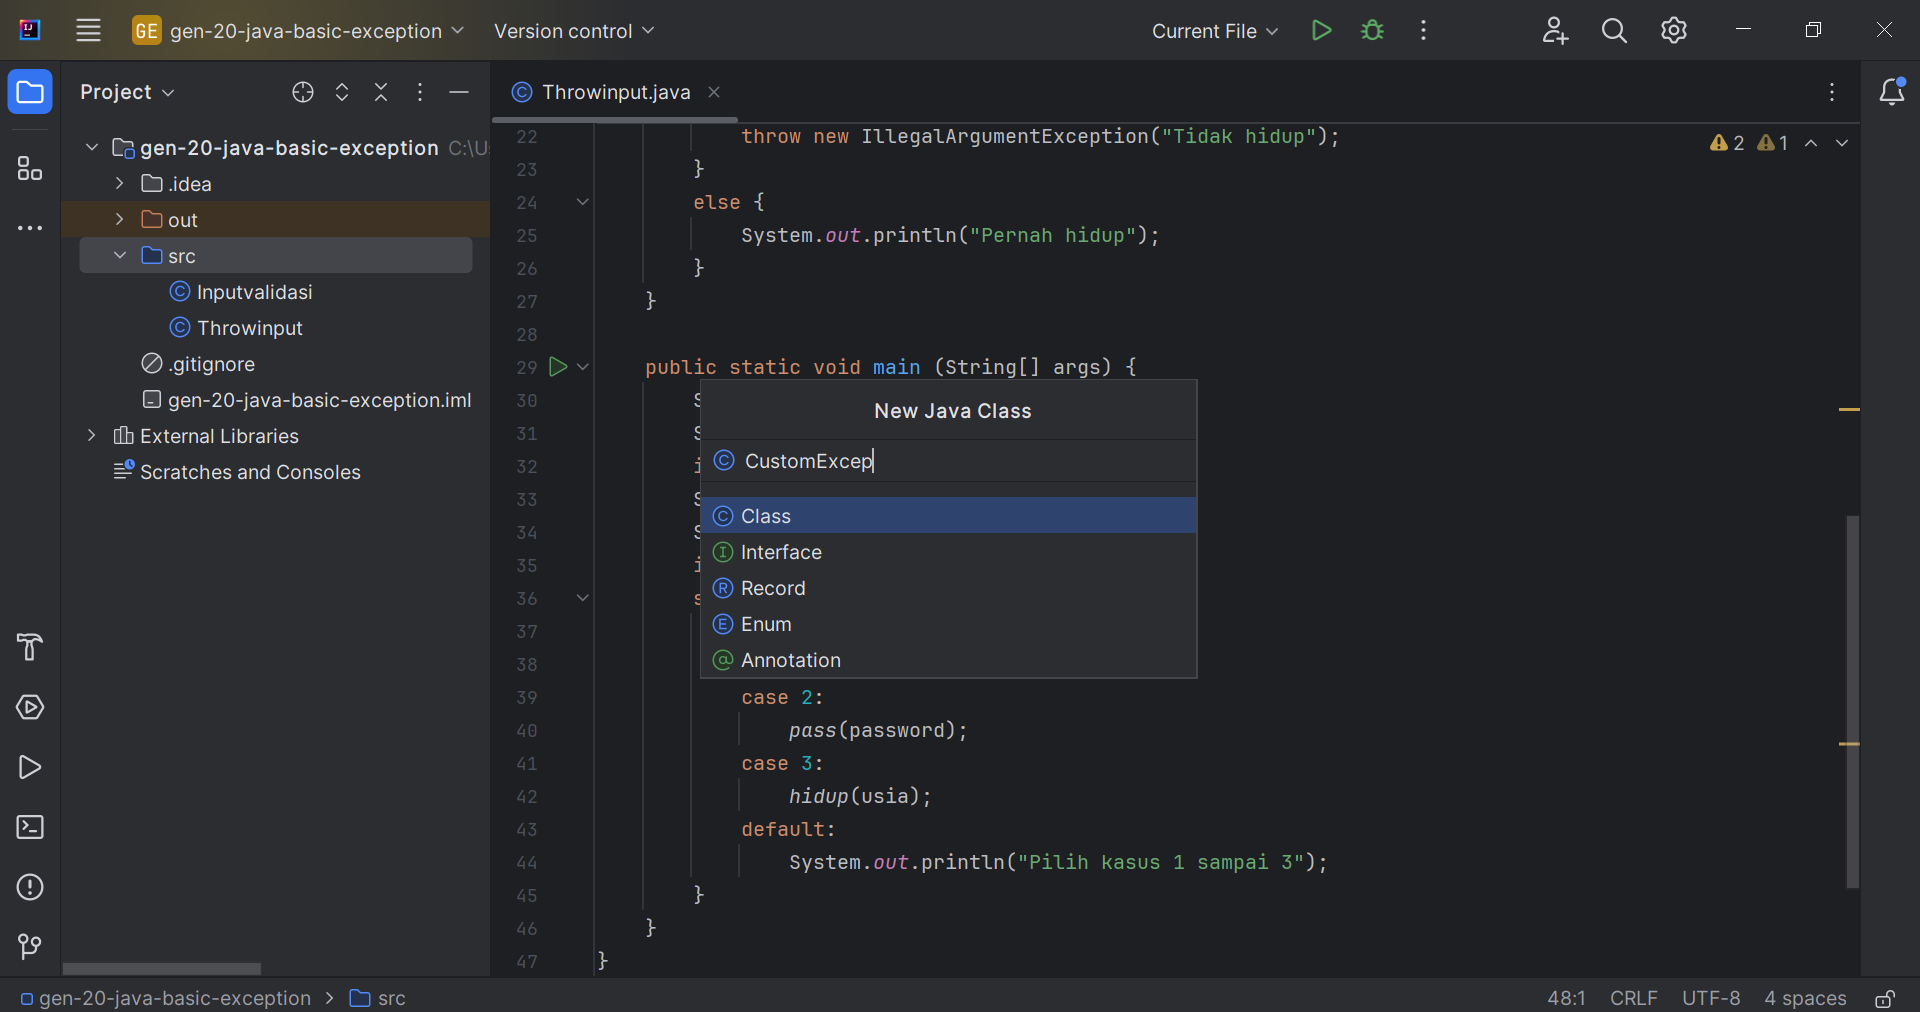 GE gen-20-java-basic-exception Version control Current File
Project
Throwinput.java
gen-20-java-basic-exception C:\U
.idea
out
src
Inputvalidasi
Throwinput
.gitignore
gen-20-java-basic-exception.iml
External Libraries
Scratches and Consoles
2 1
22 throw new IllegalArgumentException("Tidak hidup");
23 }
24 else {
25 System.out.println("Pernah hidup");
26 }
27 }
28
29 public static void main (String[] args) {
30 S
31 S
32 i
33 S
34 S
35 i
36 s
37
38
39 case 2:
40 pass(password);
41 case 3:
42 hidup(usia);
43 default:
44 System.out.println("Pilih kasus 1 sampai 3");
45 }
46 }
47 }
New Java Class
C CustomExcep
C Class
I Interface
R Record
E Enum
@ Annotation
gen-20-java-basic-exception > src
48:1 CRLF UTF-8 4 spaces